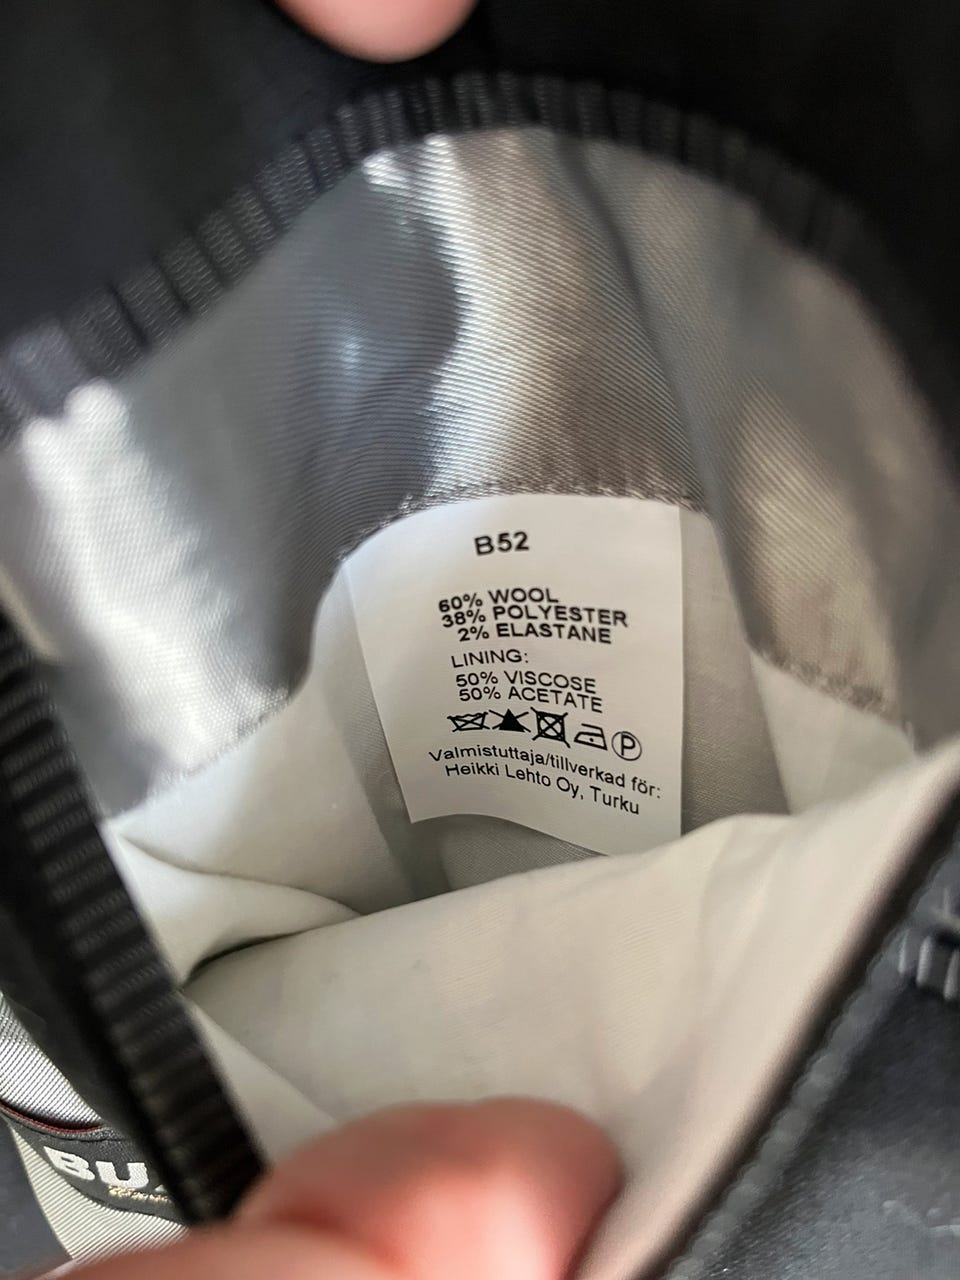 B52
60% WOOL
38% POLYESTER
2% ELASTANE
LINING:
50% VISCOSE
50% ACETATE
P
Valmistuttaja/tillverkad för:
Heikki Lehto Oy, Turku